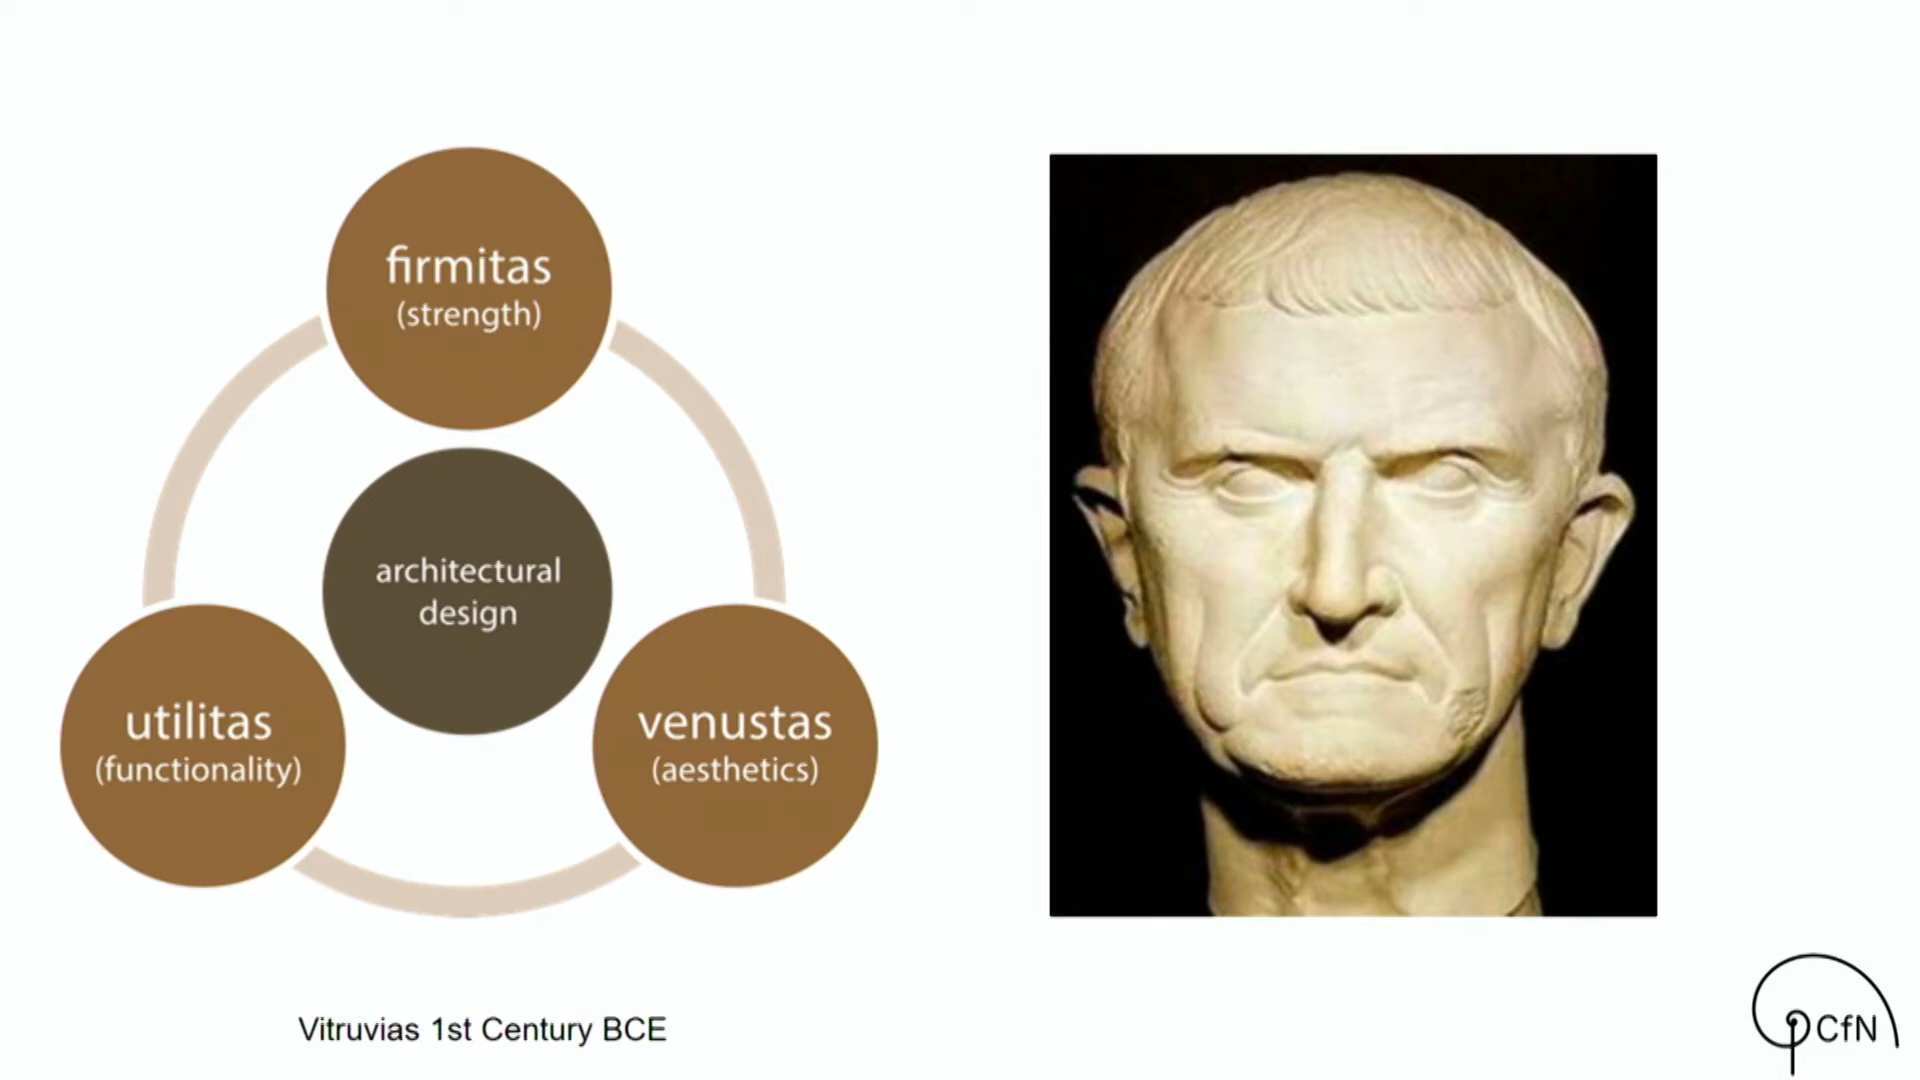 firmitas
(strength)
architectural
design
utilitas
(functionality)
venustas
(aesthetics)
Vitruvias 1st Century BCE
CfN